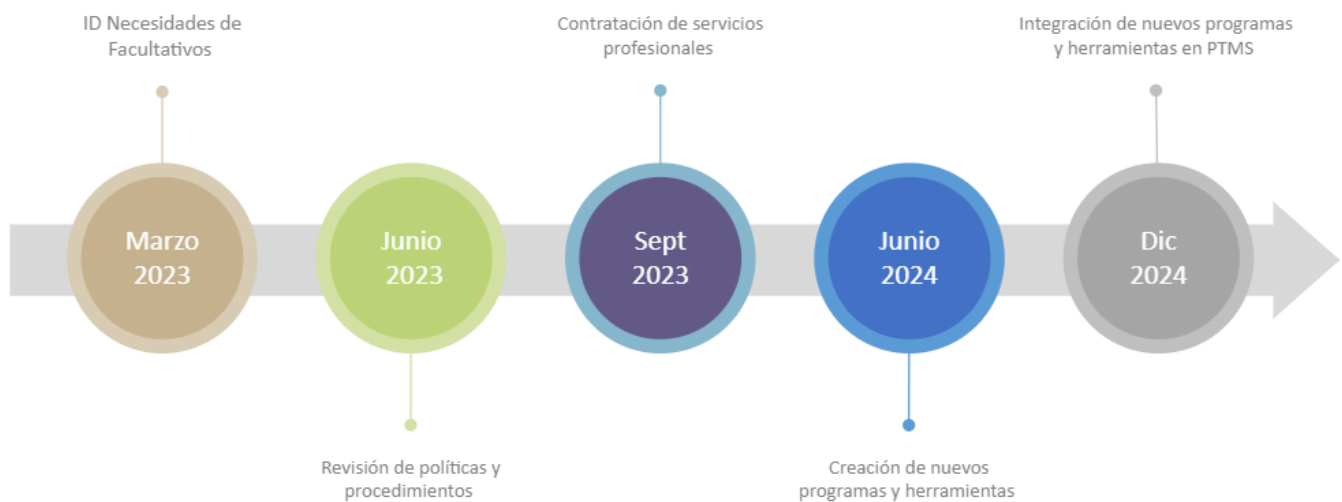 ID Necesidades de
Facultativos
Contratación de servicios
profesionales
Integración de nuevos programas
y herramientas en PTMS
Marzo
2023
Junio
2023
Sept
2023
Junio
2024
Dic
2024
Revisión de políticas y
procedimientos
Creación de nuevos
programas y herramientas